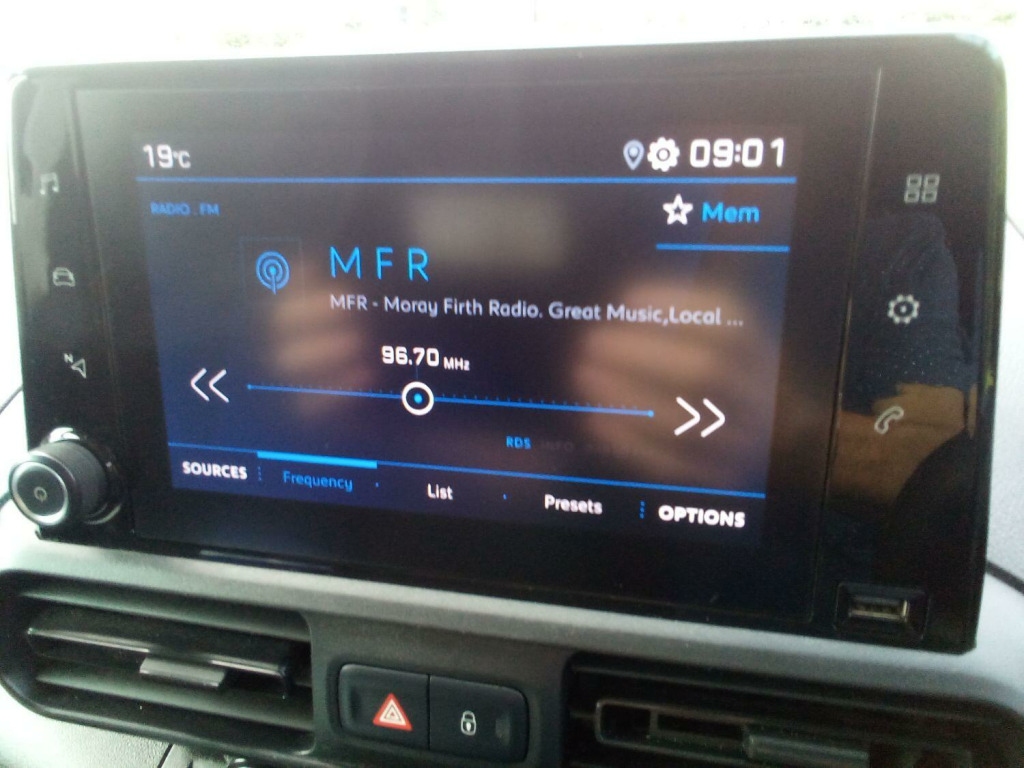 19°C 09:01
RADIO . FM
Mem
MFR
MFR - Moray Firth Radio. Great Music,Local ...
96.70 MHz
RDS
SOURCES Frequency List Presets OPTIONS
N